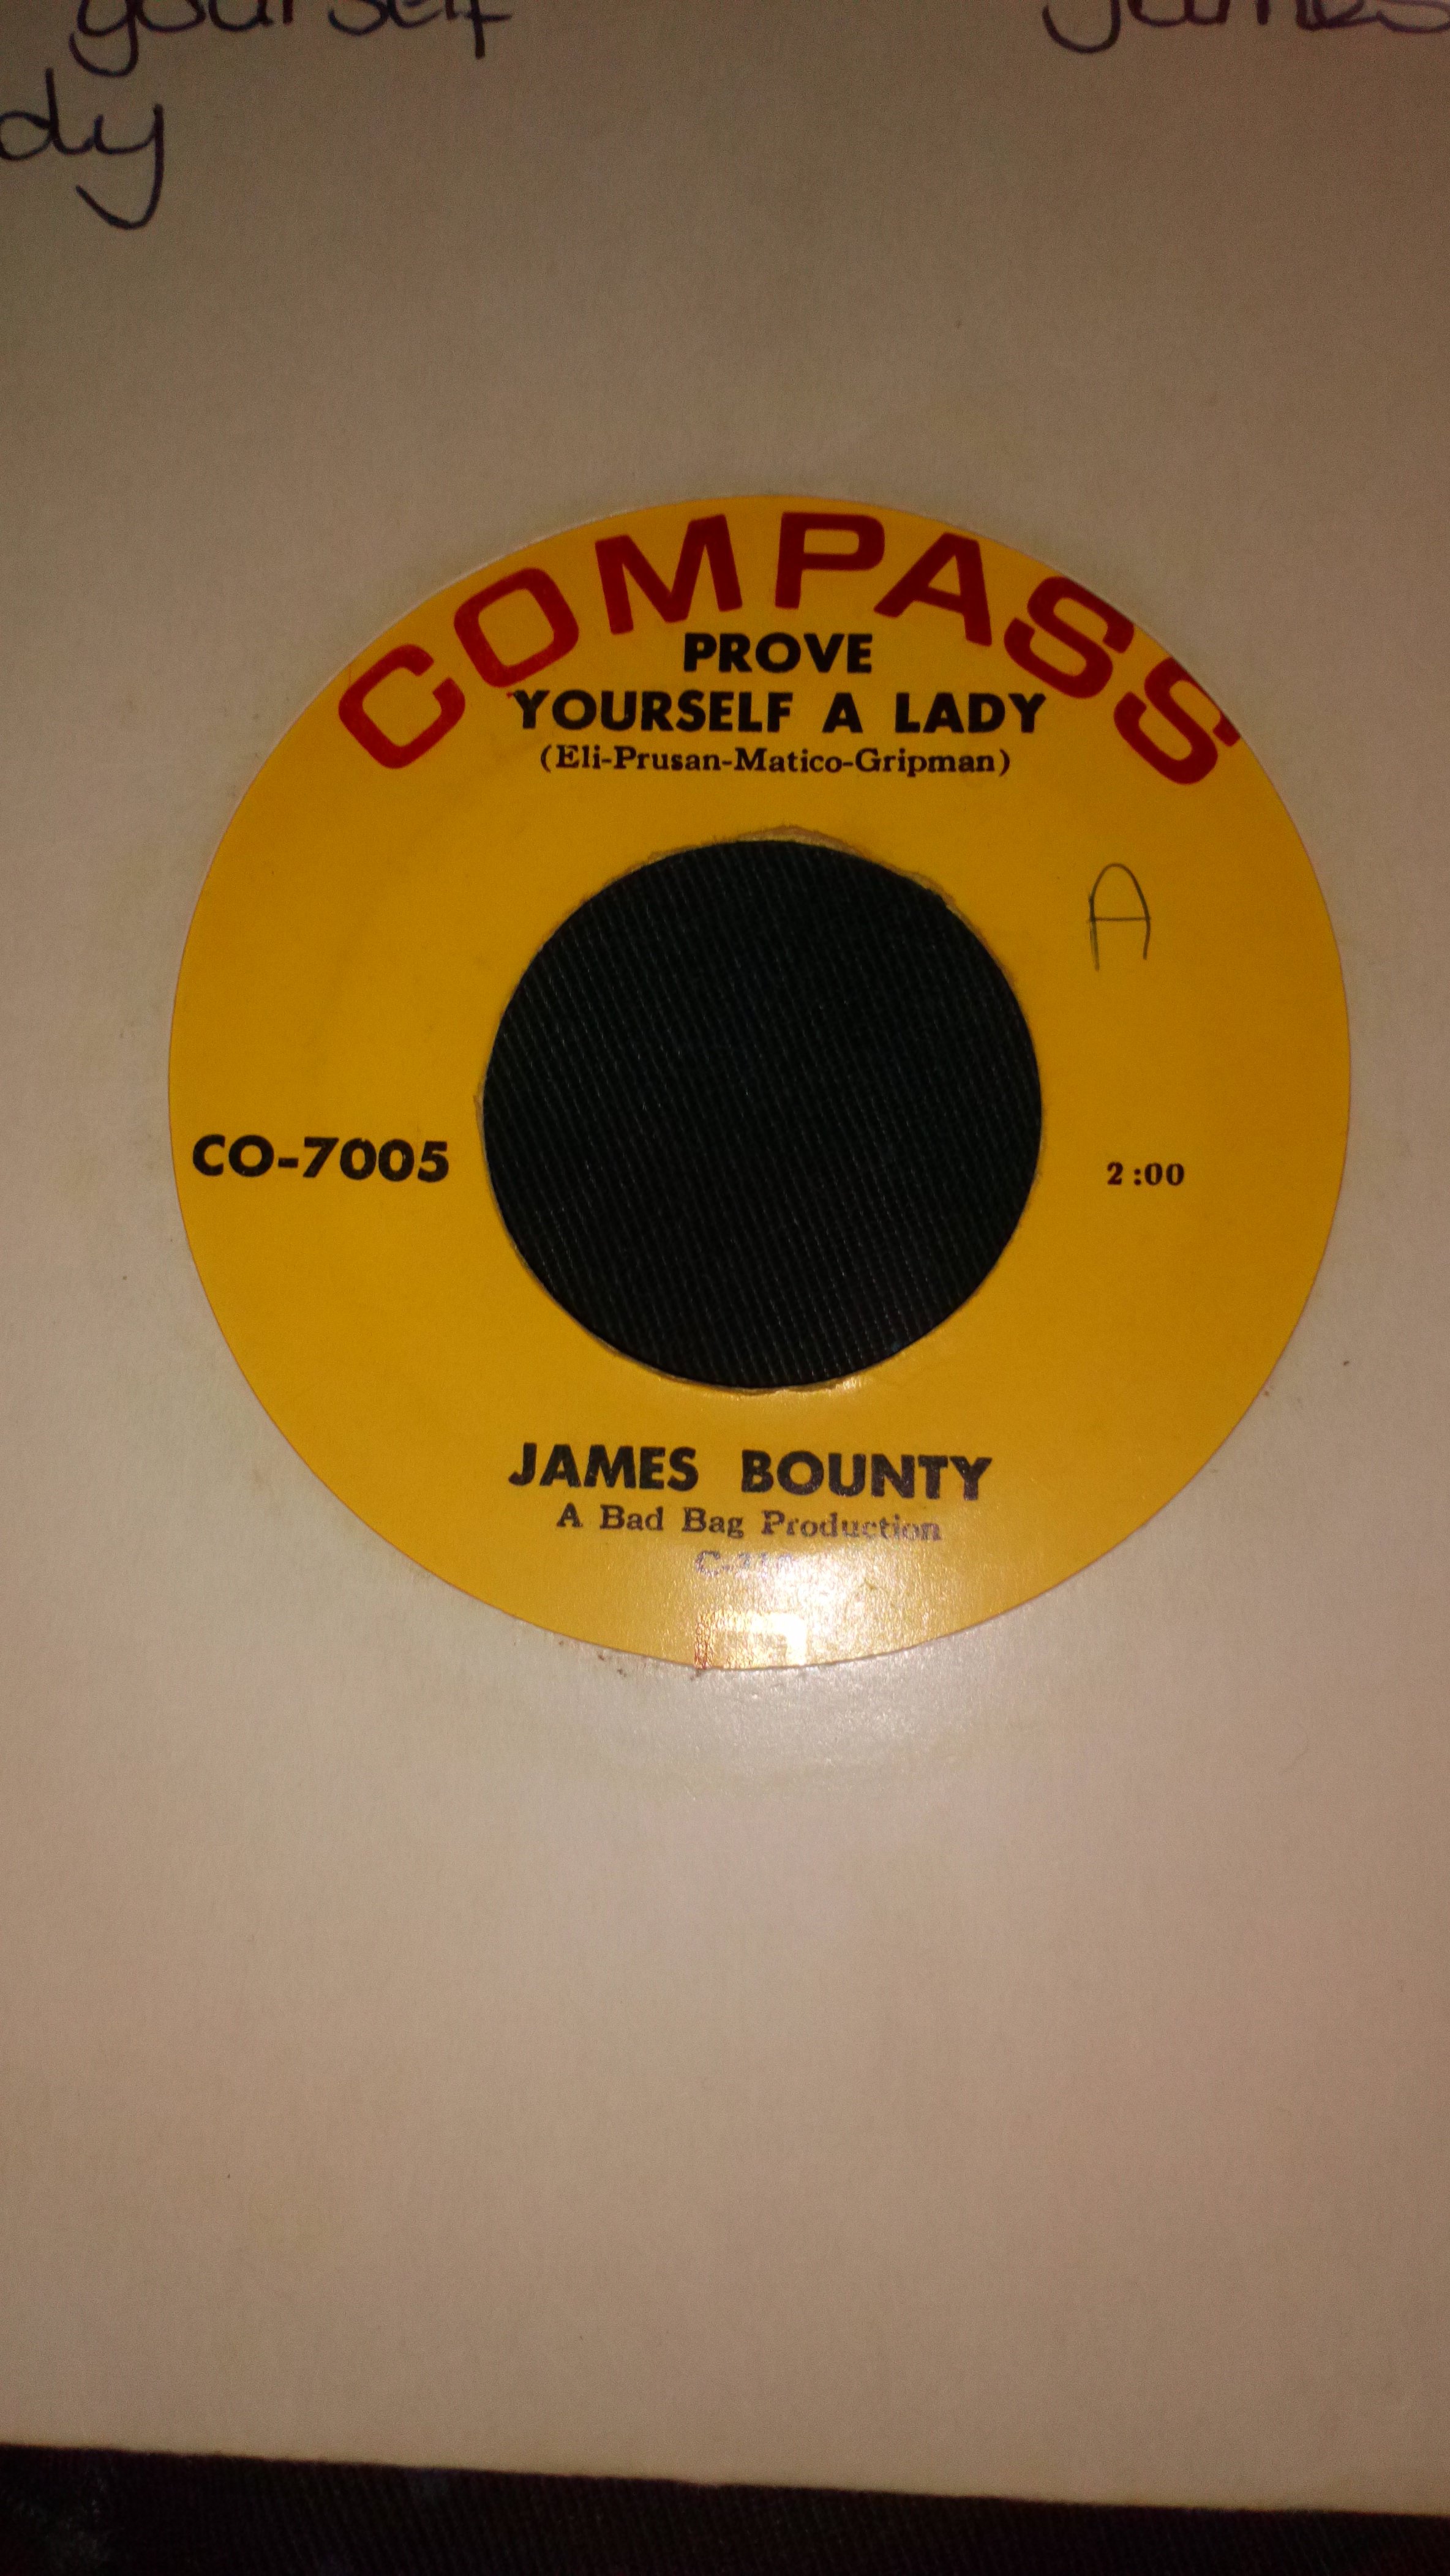 yourself James
dy
COMPASS
PROVE
YOURSELF A LADY
(Eli-Prusan-Matico-Gripman)
A
CO-7005 2:00
JAMES BOUNTY
A Bad Bag Production